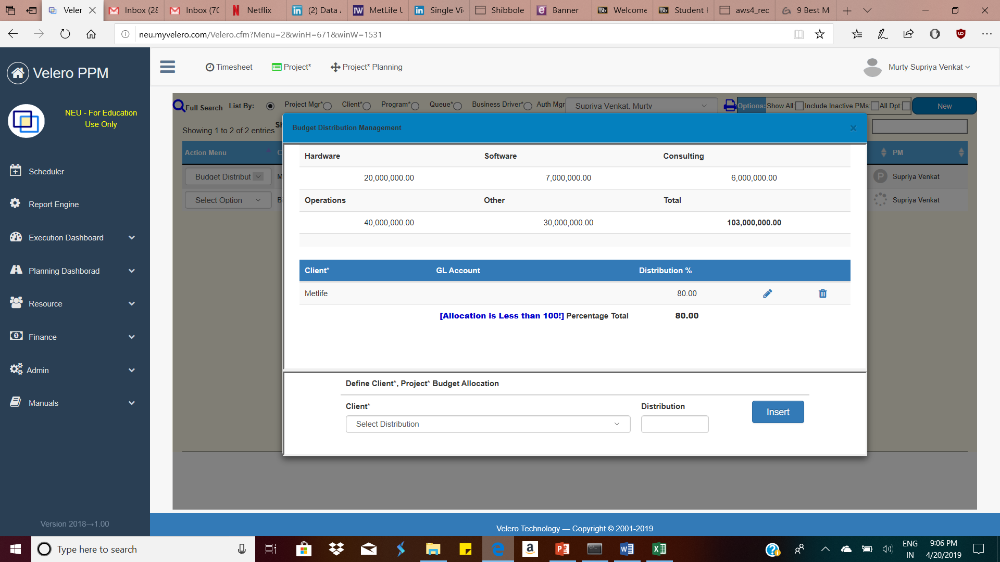 Veler
Inbox (28
Inbox (70
Netflix
(2) Data
MetLife U
Single Vi
Shibbole
Banner
Welcome
Student H
aws4_rec
9 Best M
neu.myvelero.com/Velero.cfm?Menu=2&winH=671&winW=1531
Velero PPM
NEU - For Education
Use Only
Timesheet
Project*
Project* Planning
Murty Supriya Venkat
Full Search
List By:
Project Mgr*
Client*
Program*
Queue*
Business Driver*
Auth Mgr
Supriya Venkat, Murty
Options:
Show All:
Include Inactive PMs:
All Dpt:
New
Showing 1 to 2 of 2 entries
Sh
Action Menu
C
PM
Budget Distribut
M
P
Supriya Venkat
Select Option
B
Supriya Venkat
Budget Distribution Management
×
Hardware
Software
Consulting
20,000,000.00
7,000,000.00
6,000,000.00
Operations
Other
Total
40,000,000.00
30,000,000.00
103,000,000.00
Client*
GL Account
Distribution %
Metlife
80.00
[Allocation is Less than 100!] Percentage Total
80.00
Define Client*, Project* Budget Allocation
Client*
Distribution
Select Distribution
Insert
Scheduler
Report Engine
Execution Dashboard
Planning Dashborad
Resource
Finance
Admin
Manuals
Version 2018→1.00
Velero Technology — Copyright © 2001-2019
Type here to search
ENG
IN
9:06 PM
4/20/2019